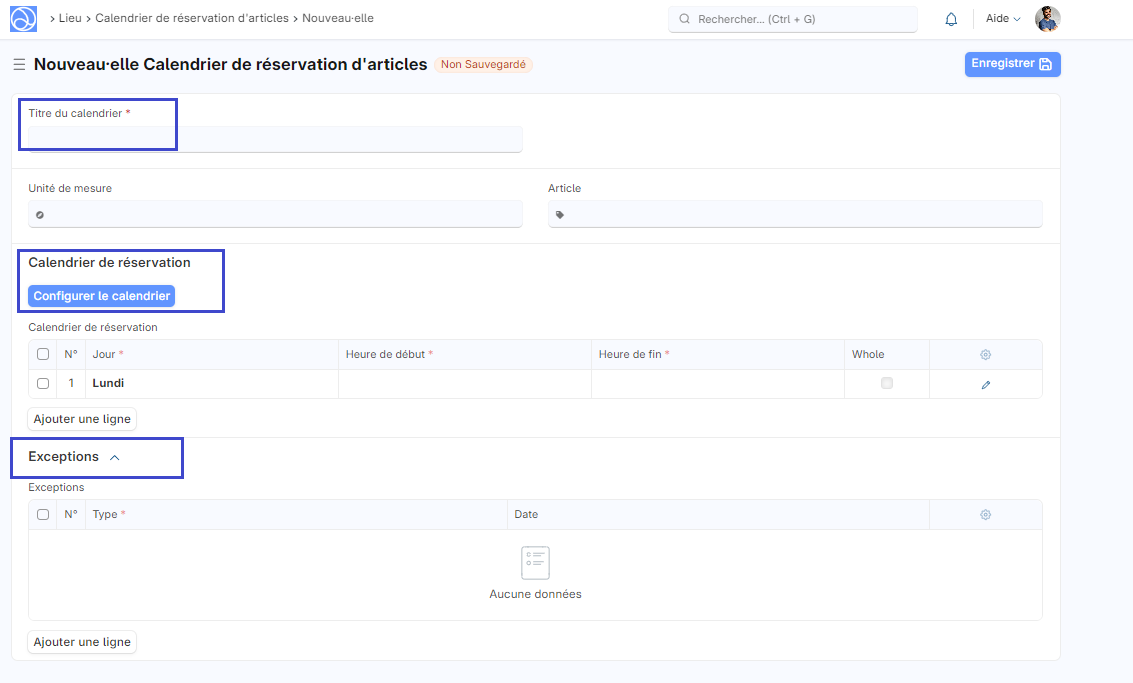 › Lieu › Calendrier de réservation d'articles › Nouveau·elle
Rechercher... (Ctrl + G)
Aide
Nouveau·elle Calendrier de réservation d'articles
Non Sauvegardé
Enregistrer
Titre du calendrier *
Unité de mesure
Article
Calendrier de réservation
Configurer le calendrier
Calendrier de réservation
N° Jour * Heure de début * Heure de fin * Whole
1 Lundi
Ajouter une ligne
Exceptions
Exceptions
N° Type * Date
Aucune données
Ajouter une ligne